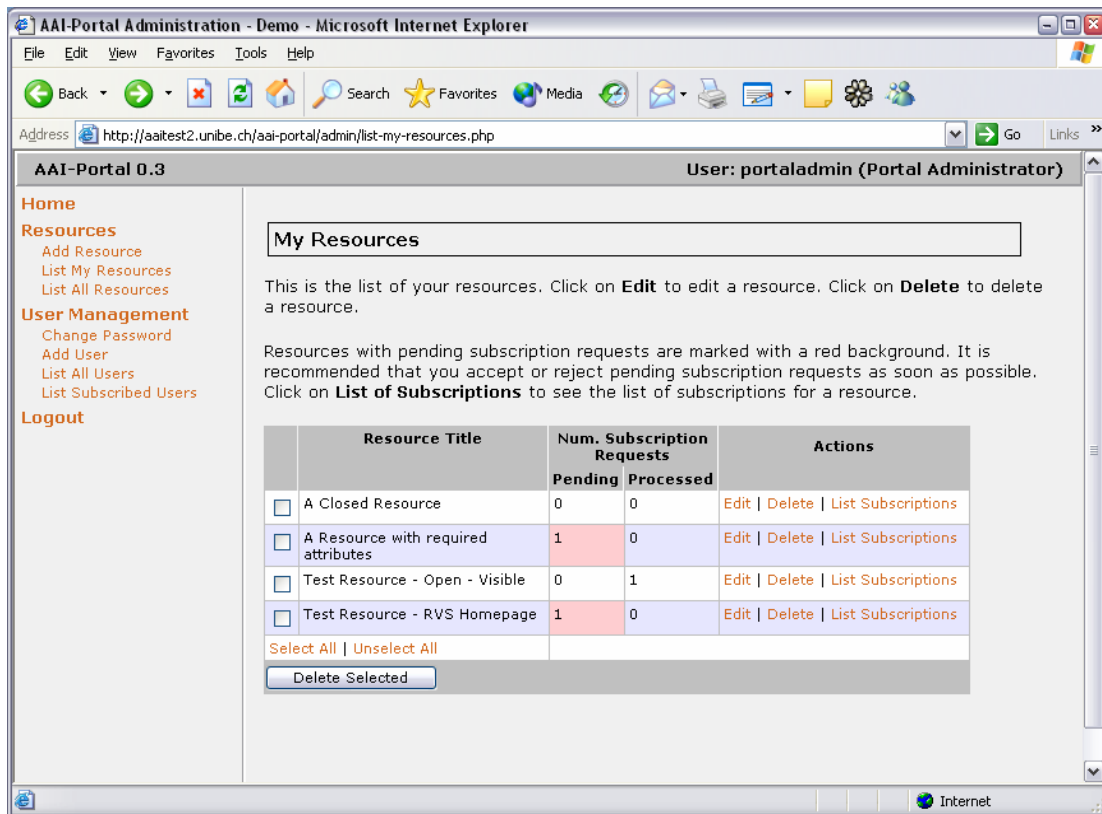 AAI-Portal Administration - Demo - Microsoft Internet Explorer
File Edit View Favorites Tools Help
Back Search Favorites Media
Address http://aaitest2.unibe.ch/aai-portal/admin/list-my-resources.php Go Links »
AAI-Portal 0.3 User: portaladmin (Portal Administrator)
Home
Resources
Add Resource
List My Resources
List All Resources
User Management
Change Password
Add User
List All Users
List Subscribed Users
Logout
My Resources
This is the list of your resources. Click on Edit to edit a resource. Click on Delete to delete
a resource.
Resources with pending subscription requests are marked with a red background. It is
recommended that you accept or reject pending subscription requests as soon as possible.
Click on List of Subscriptions to see the list of subscriptions for a resource.
Resource Title Num. Subscription Requests Actions
Pending Processed
A Closed Resource 0 0 Edit | Delete | List Subscriptions
A Resource with required attributes 1 0 Edit | Delete | List Subscriptions
Test Resource - Open - Visible 0 1 Edit | Delete | List Subscriptions
Test Resource - RVS Homepage 1 0 Edit | Delete | List Subscriptions
Select All | Unselect All
Delete Selected
Internet